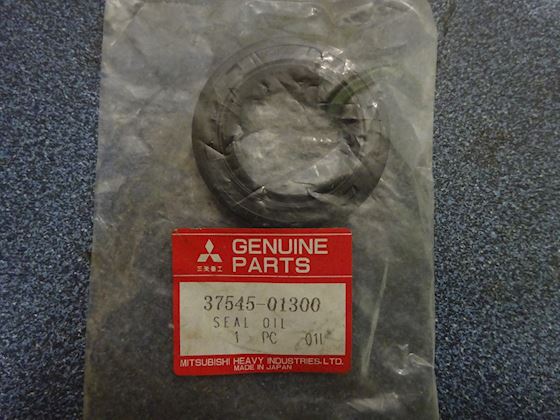 GENUINE
PARTS
三菱重工
37545-01300
SEAL OIL
1 PC 01L
MITSUBISHI HEAVY INDUSTRIES, LTD.
MADE IN JAPAN